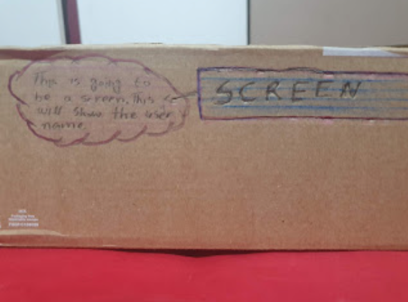 This is going to
be a screen. This
will show the user
name.
SCREEN